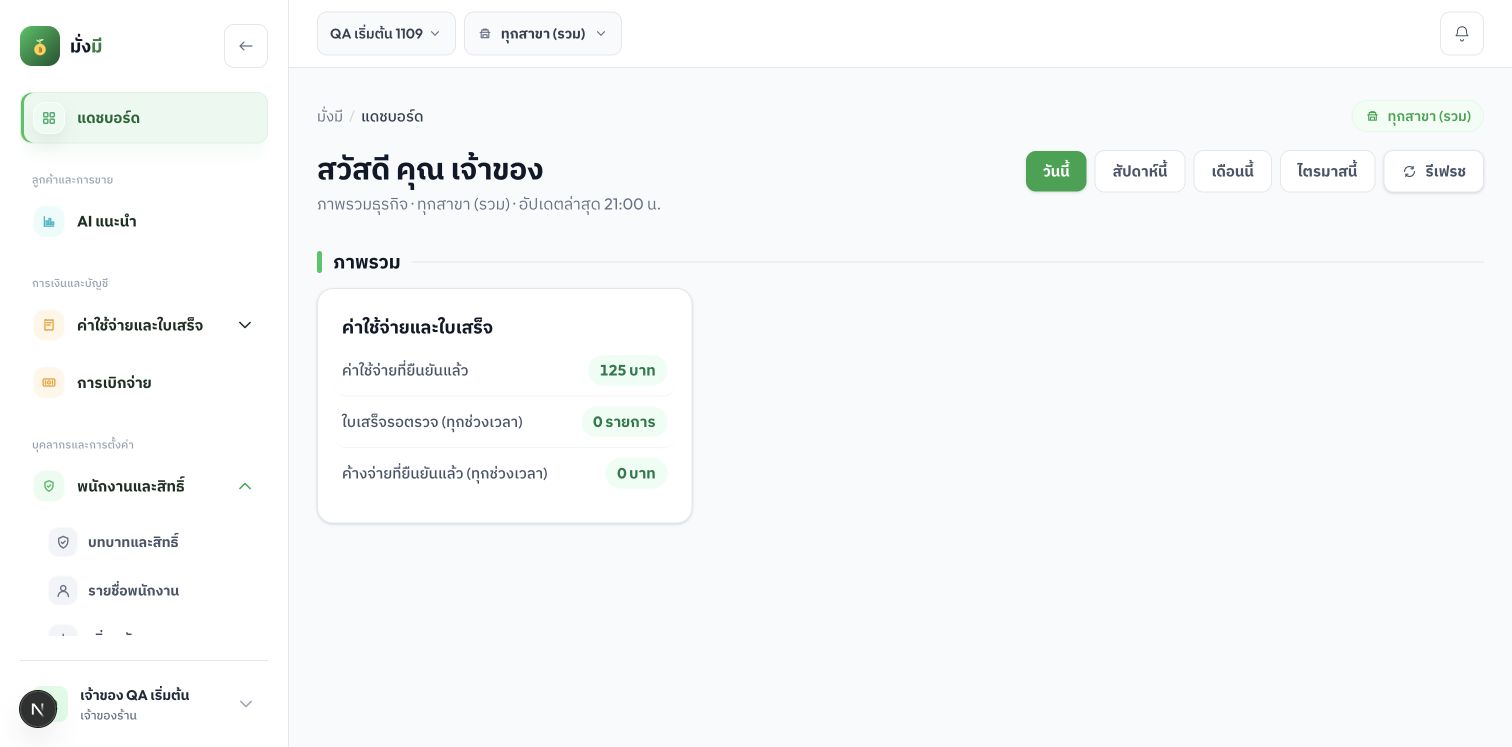 มั่งมี
QA เริ่มต้น 1109
ทุกสาขา (รวม)
แดชบอร์ด
ลูกค้าและการขาย
AI แนะนำ
การเงินและบัญชี
ค่าใช้จ่ายและใบเสร็จ
การเบิกจ่าย
บุคลากรและการตั้งค่า
พนักงานและสิทธิ์
บทบาทและสิทธิ์
รายชื่อพนักงาน
เจ้าของ QA เริ่มต้น
เจ้าของร้าน
N
มั่งมี / แดชบอร์ด
ทุกสาขา (รวม)
สวัสดี คุณ เจ้าของ
วันนี้ สัปดาห์นี้ เดือนนี้ ไตรมาสนี้ รีเฟรช
ภาพรวมธุรกิจ · ทุกสาขา (รวม) · อัปเดตล่าสุด 21:00 น.
ภาพรวม
ค่าใช้จ่ายและใบเสร็จ
ค่าใช้จ่ายที่ยืนยันแล้ว 125 บาท
ใบเสร็จรอตรวจ (ทุกช่วงเวลา) 0 รายการ
ค้างจ่ายที่ยืนยันแล้ว (ทุกช่วงเวลา) 0 บาท